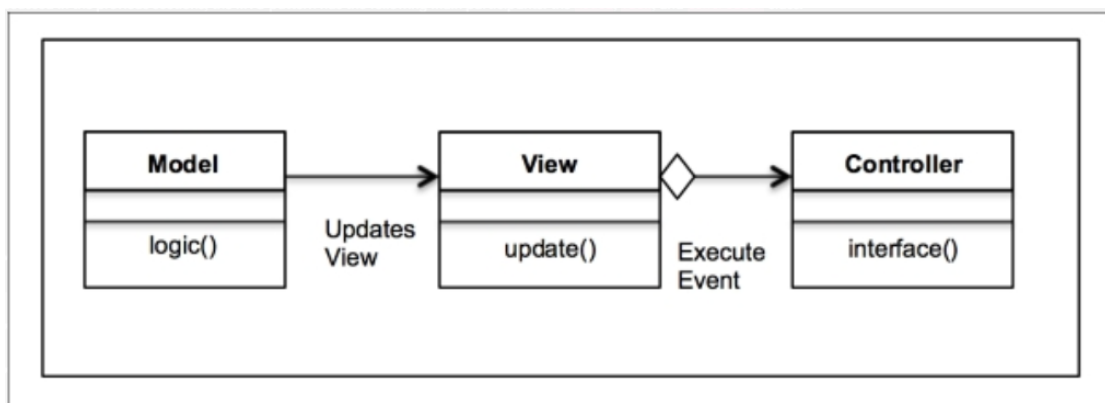 Model
logic()
Updates
View
View
update()
Execute
Event
Controller
interface()